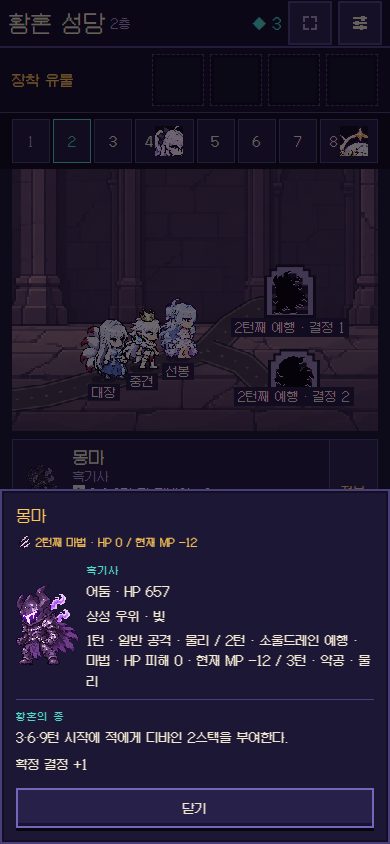 황혼 성당 2층
3
장착 유물
1 2 3 4 5 6 7 8
2턴째 예행 · 결정 1
선봉
중견
대장
2턴째 예행 · 결정 2
몽마
흑기사
몽마
2턴째 마법 · HP 0 / 현재 MP -12
흑기사
어둠 · HP 657
상성 우위 · 빛
1턴 · 일반 공격 · 물리 / 2턴 · 소울드레인 예행 ·
마법 · HP 피해 0 · 현재 MP -12 / 3턴 · 악공 · 물
리
황혼의 종
3·6·9턴 시작에 적에게 디바인 2스택을 부여한다.
확정 결정 +1
닫기